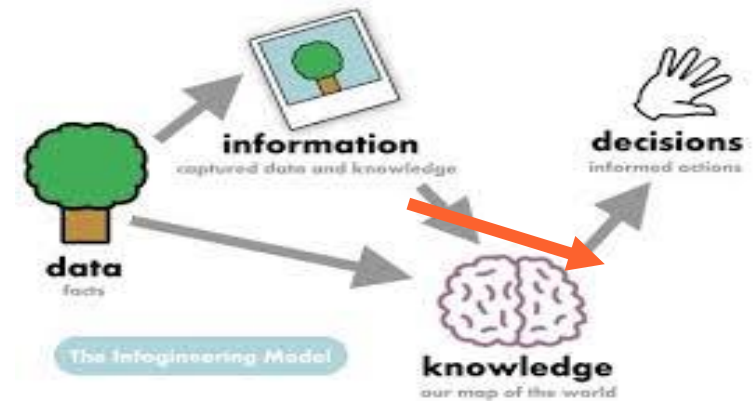 information
captured data and knowledge
decisions
informed actions
data
facts
The Infogineering Model
knowledge
our map of the world